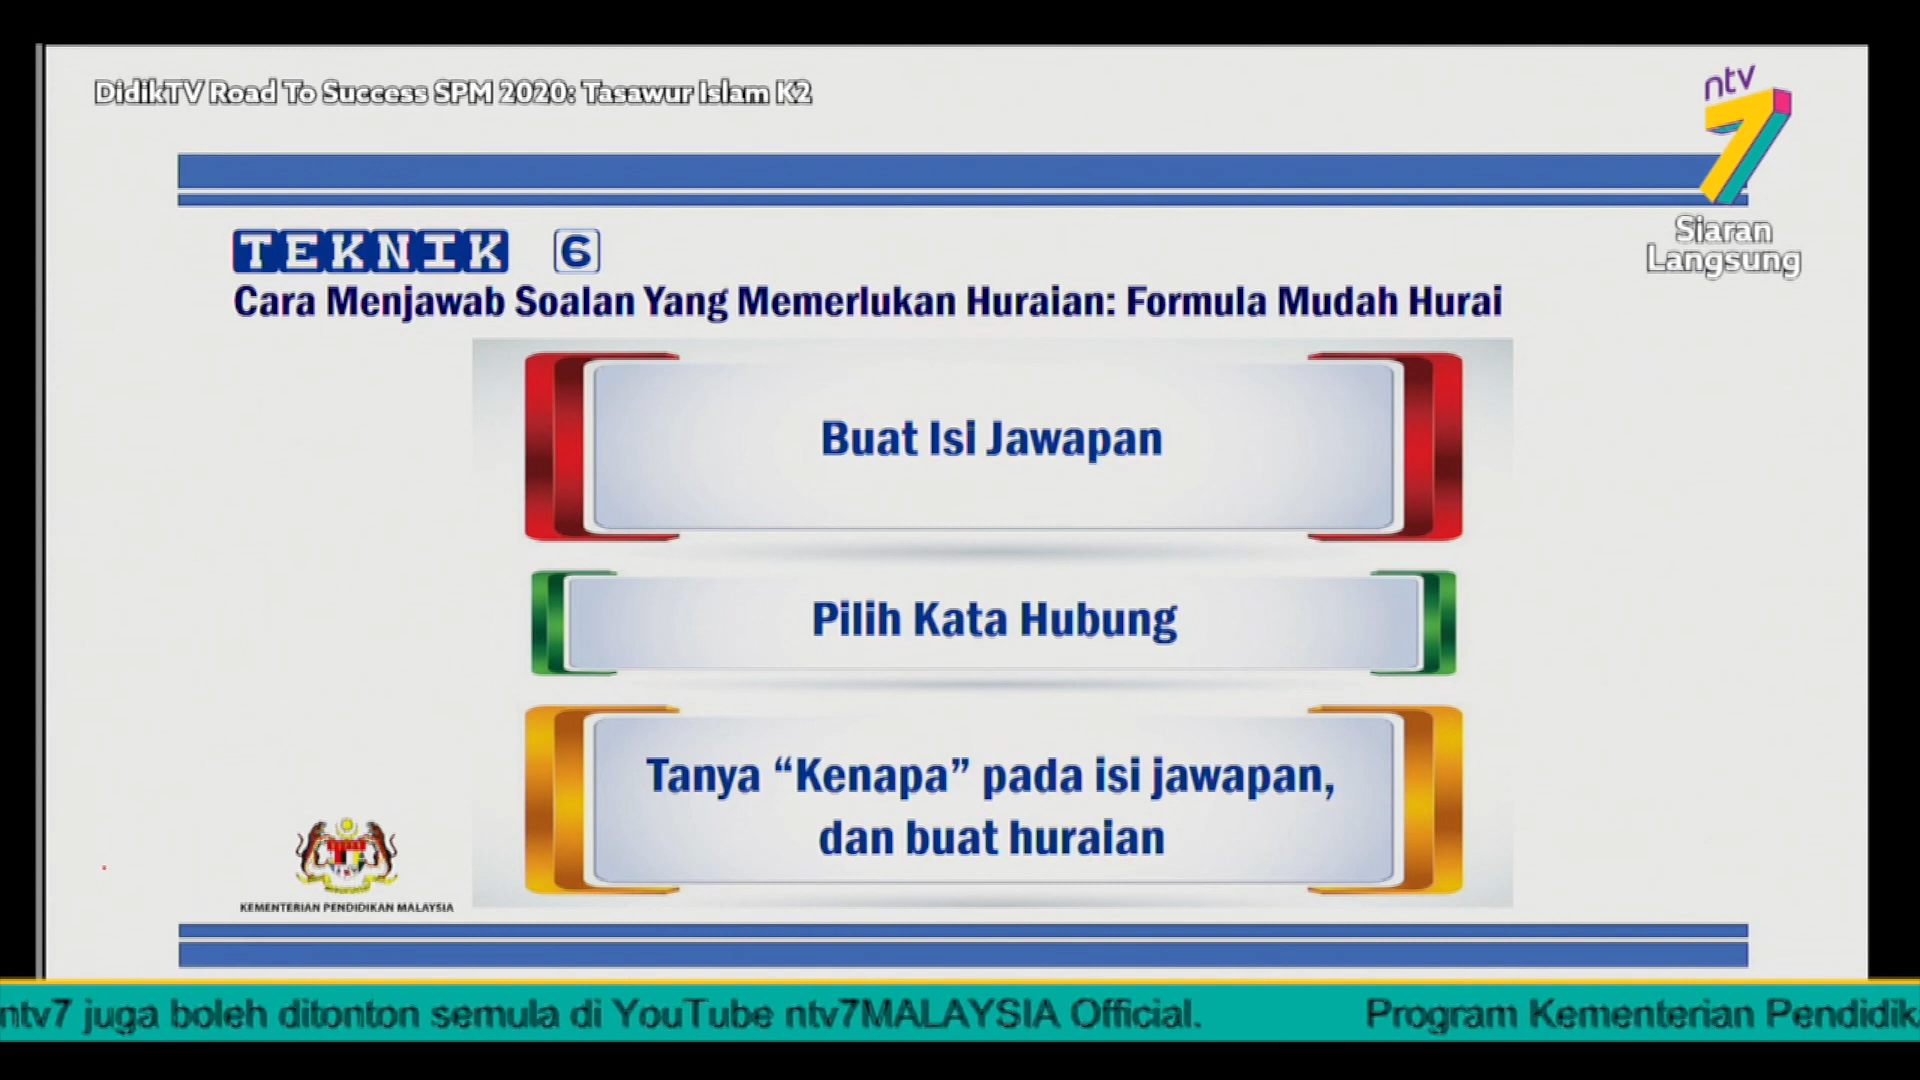 DidikTV Road To Success SPM 2020: Tasawur Islam K2
ntv
7
Siaran
Langsung
TEKNIK 6
Cara Menjawab Soalan Yang Memerlukan Huraian: Formula Mudah Hurai
Buat Isi Jawapan
Pilih Kata Hubung
Tanya “Kenapa” pada isi jawapan,
dan buat huraian
KEMENTERIAN PENDIDIKAN MALAYSIA
ntv7 juga boleh ditonton semula di YouTube ntv7MALAYSIA Official. Program Kementerian Pendidik